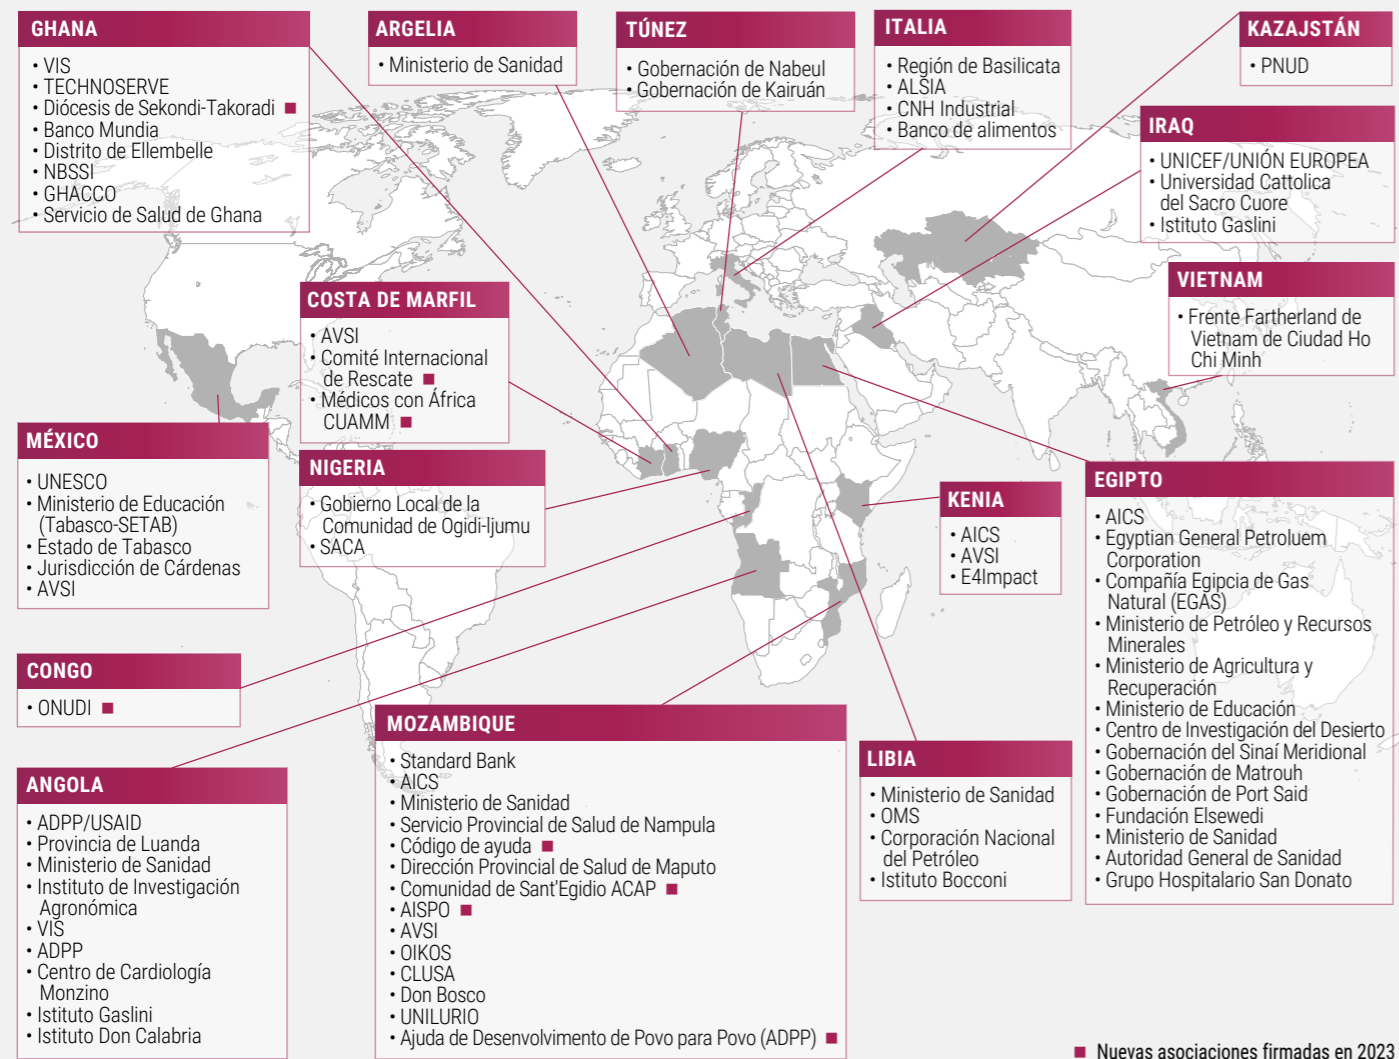 GHANA
• VIS
• TECHNOSERVE
• Diócesis de Sekondi-Takoradi ■
• Banco Mundia
• Distrito de Ellembelle
• NBSSI
• GHACCO
• Servicio de Salud de Ghana
ARGELIA
• Ministerio de Sanidad
TÚNEZ
• Gobernación de Nabeul
• Gobernación de Kairuán
ITALIA
• Región de Basilicata
• ALSIA
• CNH Industrial
• Banco de alimentos
KAZAJSTÁN
• PNUD
IRAQ
• UNICEF/UNIÓN EUROPEA
• Universidad Cattolica
del Sacro Cuore
• Istituto Gaslini
VIETNAM
• Frente Fartherland de
Vietnam de Ciudad Ho
Chi Minh
COSTA DE MARFIL
• AVSI
• Comité Internacional
de Rescate ■
• Médicos con África
CUAMM ■
MÉXICO
• UNESCO
• Ministerio de Educación
(Tabasco-SETAB)
• Estado de Tabasco
• Jurisdicción de Cárdenas
• AVSI
NIGERIA
• Gobierno Local de la
Comunidad de Ogidi-Ijumu
• SACA
KENIA
• AICS
• AVSI
• E4Impact
EGIPTO
• AICS
• Egyptian General Petroluem
Corporation
• Compañía Egipcia de Gas
Natural (EGAS)
• Ministerio de Petróleo y Recursos
Minerales
• Ministerio de Agricultura y
Recuperación
• Ministerio de Educación
• Centro de Investigación del Desierto
• Gobernación del Sinaí Meridional
• Gobernación de Matrouh
• Gobernación de Port Said
• Fundación Elsewedi
• Ministerio de Sanidad
• Autoridad General de Sanidad
• Grupo Hospitalario San Donato
CONGO
• ONUDI ■
ANGOLA
• ADPP/USAID
• Provincia de Luanda
• Ministerio de Sanidad
• Instituto de Investigación
Agronómica
• VIS
• ADPP
• Centro de Cardiología
Monzino
• Istituto Gaslini
• Istituto Don Calabria
MOZAMBIQUE
• Standard Bank
• AICS
• Ministerio de Sanidad
• Servicio Provincial de Salud de Nampula
• Código de ayuda ■
• Dirección Provincial de Salud de Maputo
• Comunidad de Sant'Egidio ACAP ■
• AISPO ■
• AVSI
• OIKOS
• CLUSA
• Don Bosco
• UNILURIO
• Ajuda de Desenvolvimento de Povo para Povo (ADPP) ■
LIBIA
• Ministerio de Sanidad
• OMS
• Corporación Nacional
del Petróleo
• Istituto Bocconi
■ Nuevas asociaciones firmadas en 2023